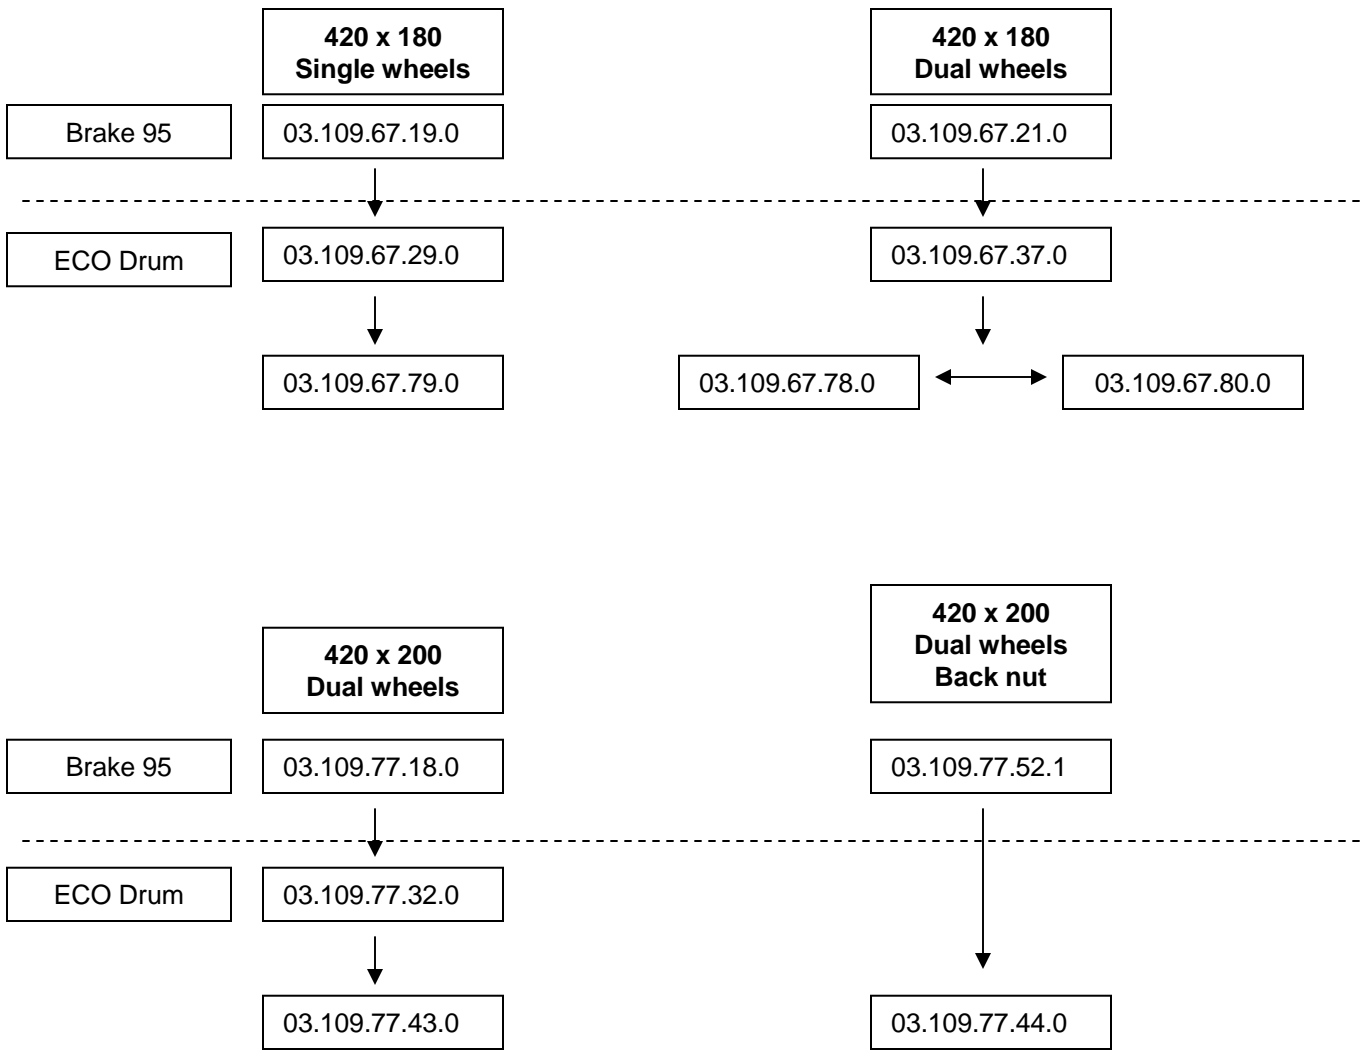 420 x 180
Single wheels
420 x 180
Dual wheels
Brake 95
03.109.67.19.0
03.109.67.21.0
ECO Drum
03.109.67.29.0
03.109.67.37.0
03.109.67.79.0
03.109.67.78.0
03.109.67.80.0
420 x 200
Dual wheels
420 x 200
Dual wheels
Back nut
Brake 95
03.109.77.18.0
03.109.77.52.1
ECO Drum
03.109.77.32.0
03.109.77.43.0
03.109.77.44.0